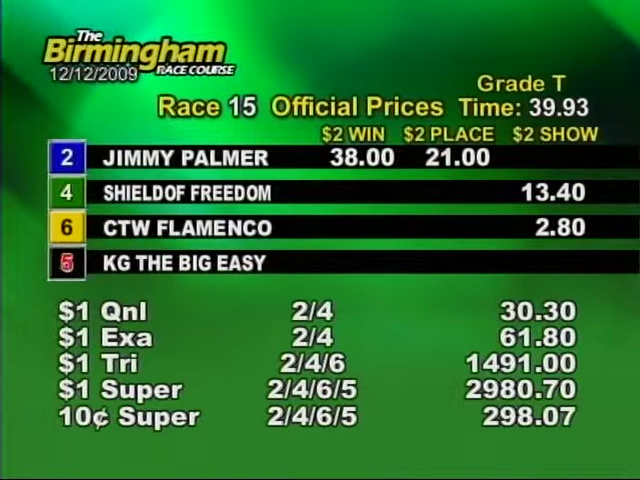 The
Birmingham
RACE COURSE
12/12/2009
Grade T
Race 15 Official Prices Time: 39.93
$2 WIN $2 PLACE $2 SHOW
2 JIMMY PALMER 38.00 21.00
4 SHIELDOF FREEDOM 13.40
6 CTW FLAMENCO 2.80
5 KG THE BIG EASY
$1 Qnl 2/4 30.30
$1 Exa 2/4 61.80
$1 Tri 2/4/6 1491.00
$1 Super 2/4/6/5 2980.70
10¢ Super 2/4/6/5 298.07